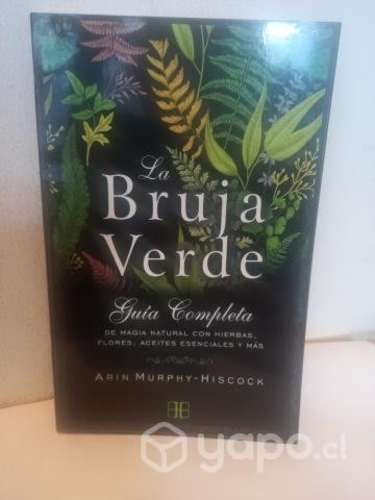 La
Bruja
Verde
Guía Completa
DE MAGIA NATURAL CON HIERBAS,
FLORES, ACEITES ESENCIALES Y MÁS
ARIN MURPHY-HISCOCK
yapo.cl